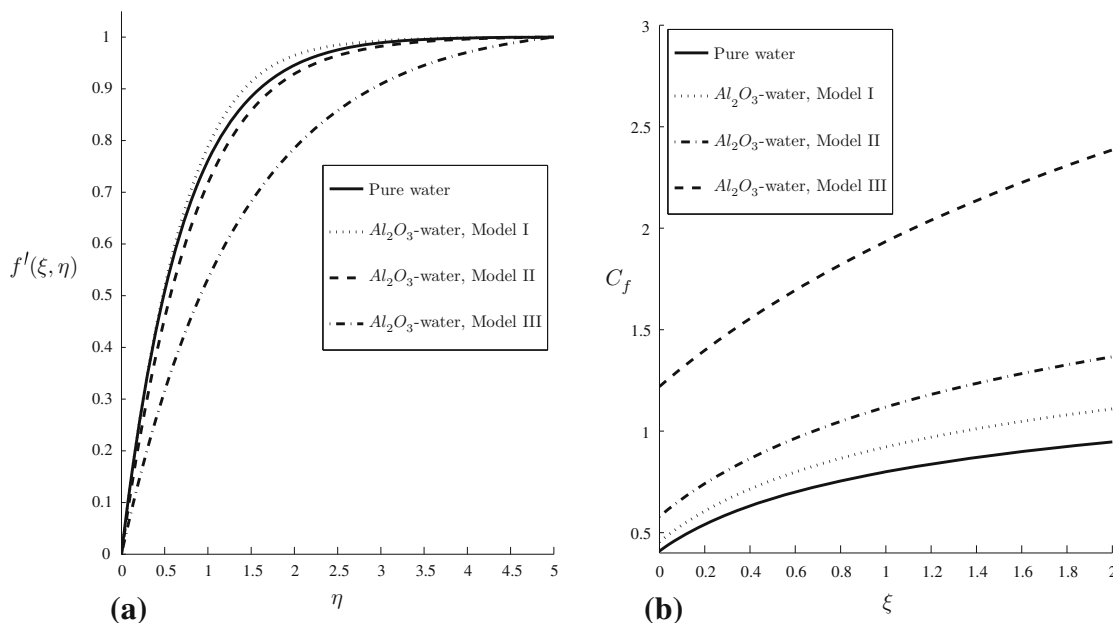 1
0.9
0.8
0.7
0.6
0.5
0.4
0.3
0.2
0.1
0
f′(ξ, η)
Pure water
Al₂O₃-water, Model I
Al₂O₃-water, Model II
Al₂O₃-water, Model III
0 0.5 1 1.5 2 2.5 3 3.5 4 4.5 5
η
(a)
3
2.5
2
1.5
1
0.5
C_f
Pure water
Al₂O₃-water, Model I
Al₂O₃-water, Model II
Al₂O₃-water, Model III
0 0.2 0.4 0.6 0.8 1 1.2 1.4 1.6 1.8 2
ξ
(b)